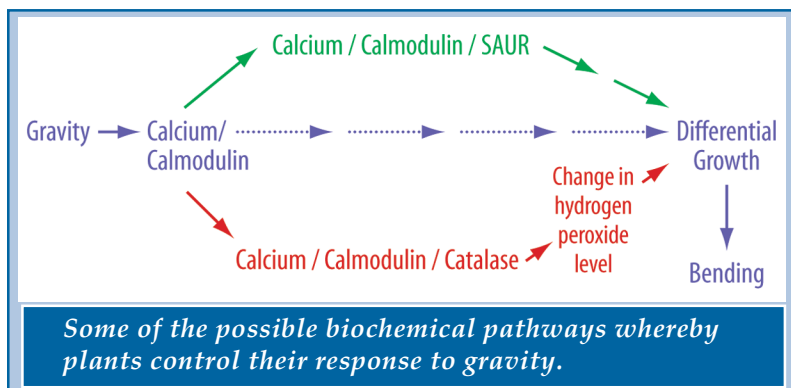 Calcium / Calmodulin / SAUR
Gravity
Calcium/
Calmodulin
Differential
Growth
Change in
hydrogen
peroxide
level
Calcium / Calmodulin / Catalase
Bending
Some of the possible biochemical pathways whereby
plants control their response to gravity.